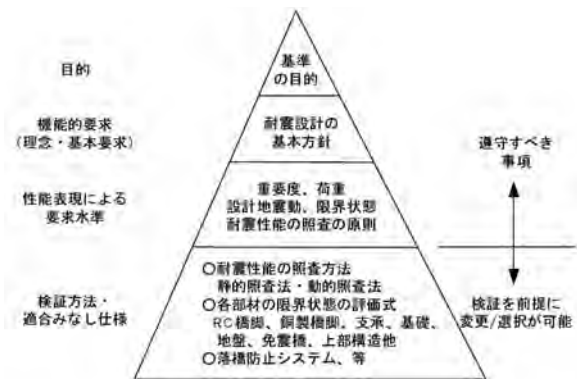 目的
基準
の目的
機能的要求
(理念・基本要求)
耐震設計の
基本方針
遵守すべき
事項
性能表現による
要求水準
重要度、荷重
設計地震動、限界状態
耐震性能の照査の原則
検証方法・
適合みなし仕様
○耐震性能の照査方法
静的照査法・動的照査法
○各部材の限界状態の評価式
RC橋脚、鋼製橋脚、支承、基礎、
地盤、免震橋、上部構造他
○落橋防止システム、等
検証を前提に
変更/選択が可能